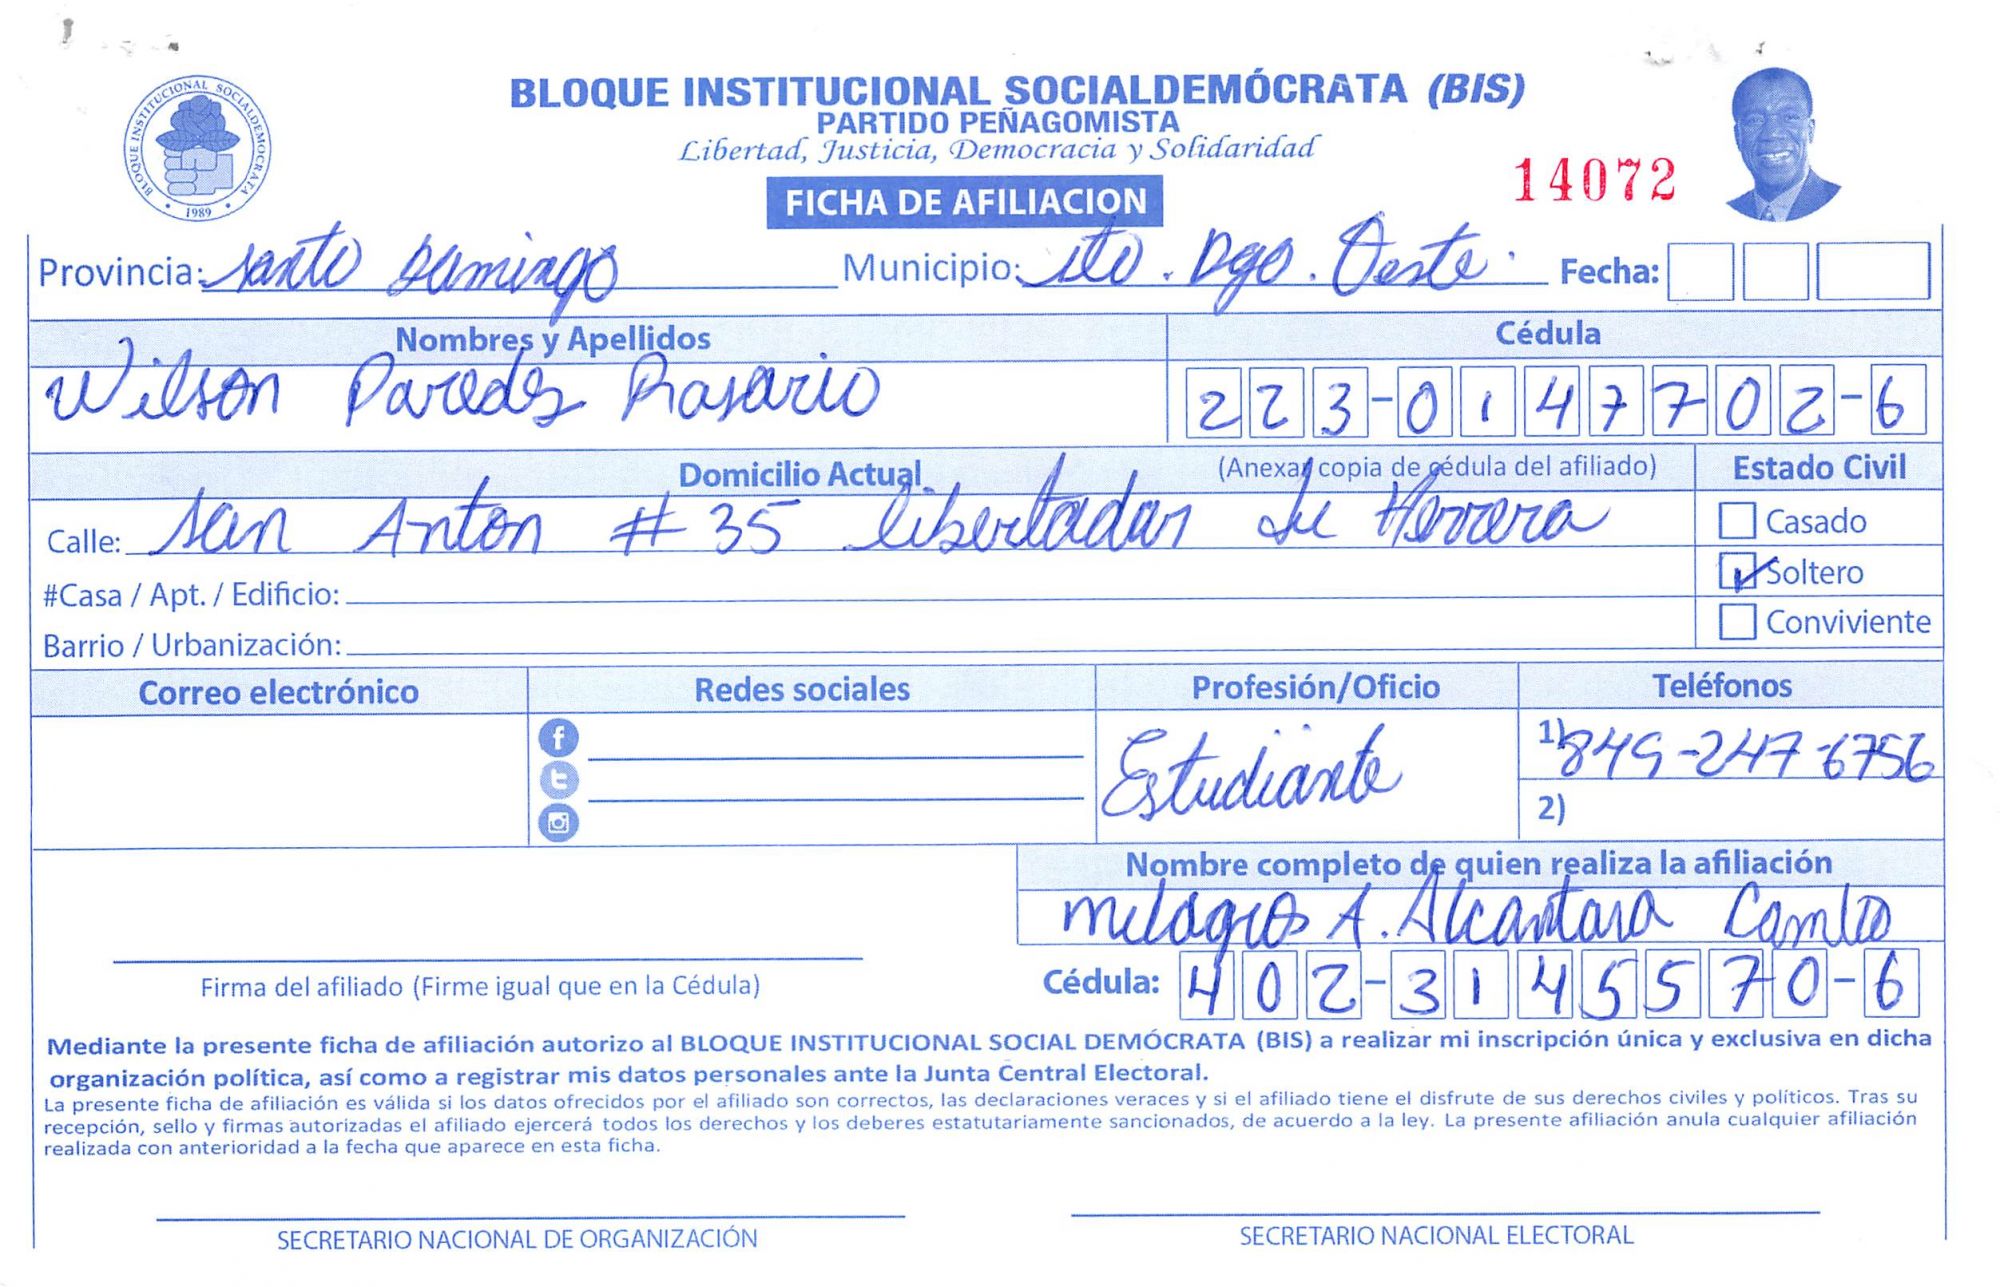 BLOQUE INSTITUCIONAL SOCIALDEMÓCRATA (BIS)
PARTIDO PEÑAGOMISTA
Libertad, Justicia, Democracia y Solidaridad
BLOQUE INSTITUCIONAL SOCIALDEMOCRATA
• 1989 •
14072
FICHA DE AFILIACION
Provincia: Santo Domingo Municipio: Sto. Dgo. Oeste. Fecha:
Nombres y Apellidos Cédula
Wilson Paredes Rosario 223-0147702-6
Domicilio Actual (Anexar copia de cédula del afiliado) Estado Civil
Calle: San Anton # 35 libertador de Herrera
Casado
Soltero
#Casa / Apt. / Edificio:
Conviviente
Barrio / Urbanización:
Correo electrónico Redes sociales Profesión/Oficio Teléfonos
Estudiante 1) 849-247-6756
2)
Nombre completo de quien realiza la afiliación
Milagros A. Alcantara
Firma del afiliado (Firme igual que en la Cédula) Cédula: 402-3145570-6
Mediante la presente ficha de afiliación autorizo al BLOQUE INSTITUCIONAL SOCIAL DEMÓCRATA (BIS) a realizar mi inscripción única y exclusiva en dicha
organización política, así como a registrar mis datos personales ante la Junta Central Electoral.
La presente ficha de afiliación es válida si los datos ofrecidos por el afiliado son correctos, las declaraciones veraces y si el afiliado tiene el disfrute de sus derechos civiles y políticos. Tras su
recepción, sello y firmas autorizadas el afiliado ejercerá todos los derechos y los deberes estatutariamente sancionados, de acuerdo a la ley. La presente afiliación anula cualquier afiliación
realizada con anterioridad a la fecha que aparece en esta ficha.
SECRETARIO NACIONAL DE ORGANIZACIÓN SECRETARIO NACIONAL ELECTORAL